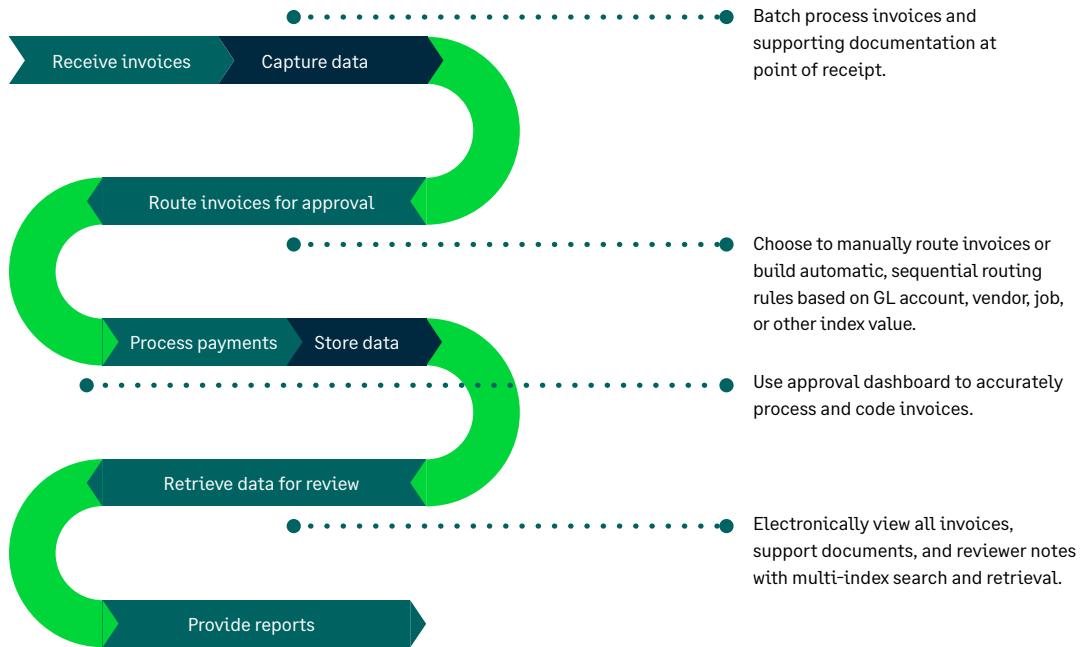 Receive invoices
Capture data
Batch process invoices and
supporting documentation at
point of receipt.
Route invoices for approval
Choose to manually route invoices or
build automatic, sequential routing
rules based on GL account, vendor, job,
or other index value.
Process payments
Store data
Use approval dashboard to accurately
process and code invoices.
Retrieve data for review
Electronically view all invoices,
support documents, and reviewer notes
with multi-index search and retrieval.
Provide reports